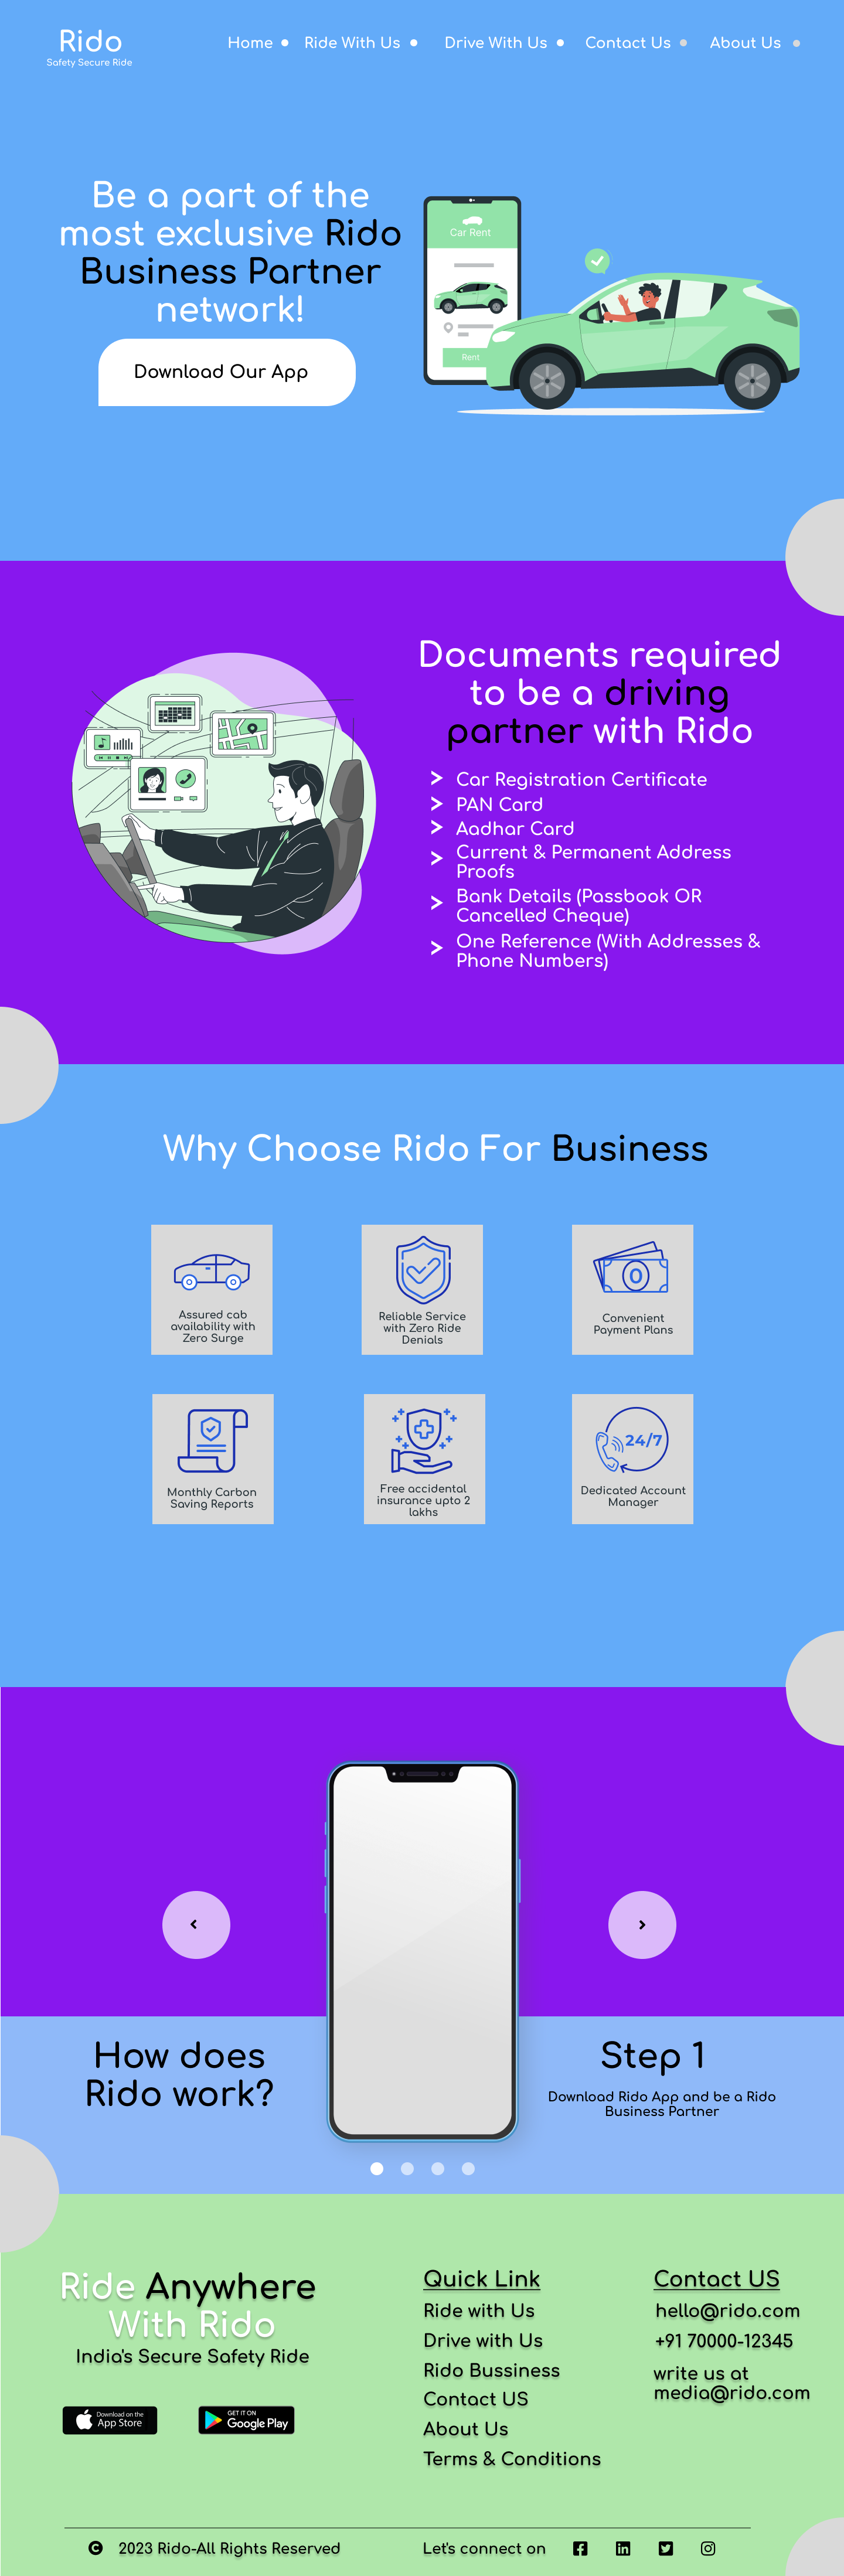 Rido
Safety Secure Ride
Home
Ride With Us
Drive With Us
Contact Us
About Us
Be a part of the
most exclusive Rido
Business Partner
network!
Download Our App
Car Rent
Rent
Documents required
to be a driving
partner with Rido
Car Registration Certificate
PAN Card
Aadhar Card
Current & Permanent Address
Proofs
Bank Details (Passbook OR
Cancelled Cheque)
One Reference (With Addresses &
Phone Numbers)
Why Choose Rido For Business
Assured cab
availability with
Zero Surge
Reliable Service
with Zero Ride
Denials
0
Convenient
Payment Plans
Monthly Carbon
Saving Reports
Free accidental
insurance upto 2
lakhs
24/7
Dedicated Account
Manager
How does
Rido work?
Step 1
Download Rido App and be a Rido
Business Partner
Ride Anywhere
With Rido
India's Secure Safety Ride
Download on the
App Store
GET IT ON
Google Play
Quick Link
Ride with Us
Drive with Us
Rido Bussiness
Contact US
About Us
Terms & Conditions
Contact US
hello@rido.com
+91 70000-12345
write us at
media@rido.com
© 2023 Rido-All Rights Reserved
Let's connect on